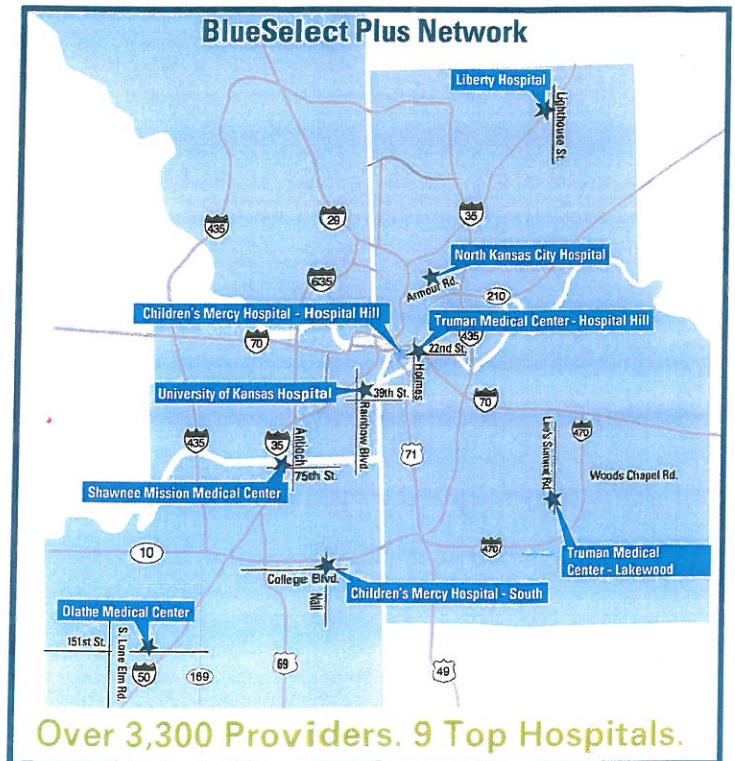 BlueSelect Plus Network
Liberty Hospital
Lighthouse St.
435
29
35
635
North Kansas City Hospital
Armour Rd.
210
Children's Mercy Hospital - Hospital Hill
Truman Medical Center - Hospital Hill
70
435
22nd St.
Holmes
University of Kansas Hospital
39th St.
Rainbow Blvd.
70
435
35
Antioch
71
Lee's Summit Rd.
470
75th St.
Woods Chapel Rd.
Shawnee Mission Medical Center
10
470
Truman Medical
Center - Lakewood
College Blvd.
Nall
Children's Mercy Hospital - South
Olathe Medical Center
151st St.
S. Lone Elm Rd.
50
169
69
49
Over 3,300 Providers. 9 Top Hospitals.